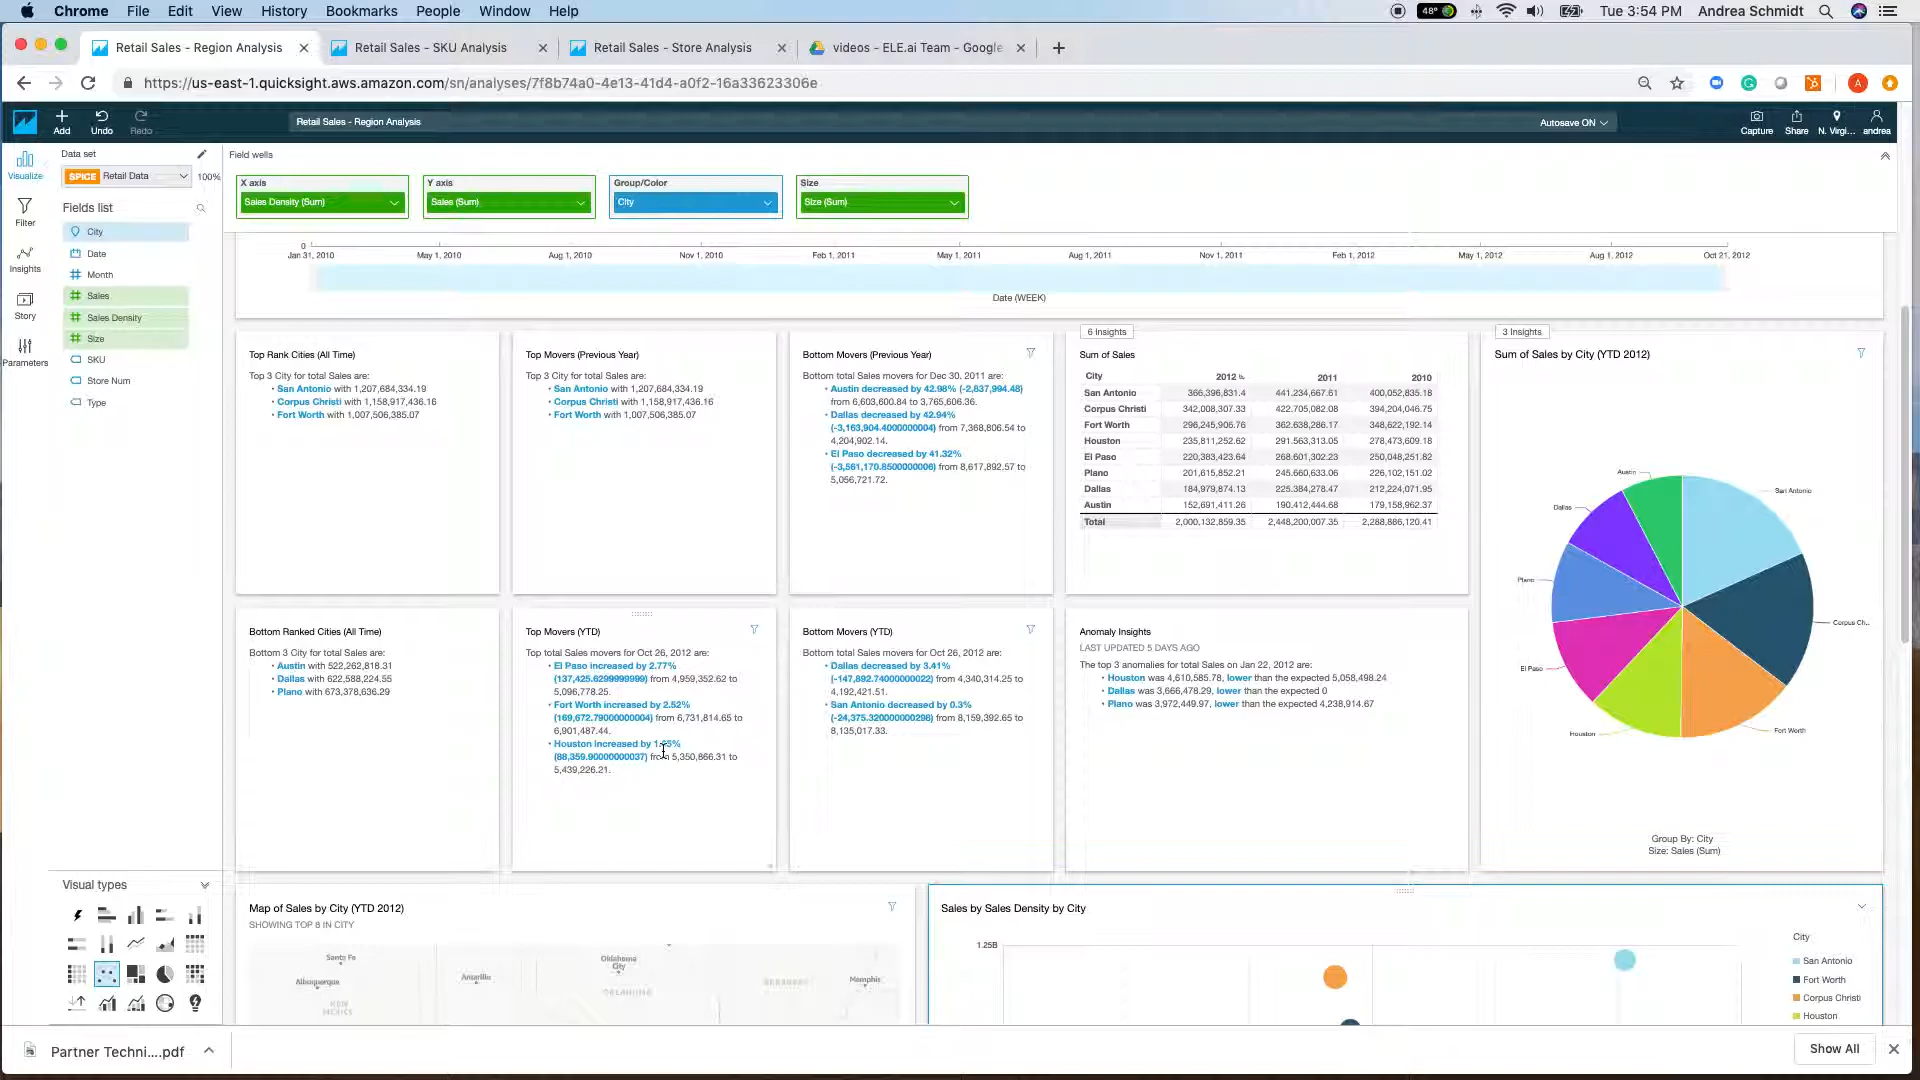 Chrome File Edit View History Bookmarks People Window Help
48° Tue 3:54 PM Andrea Schmidt
Retail Sales - Region Analysis
Retail Sales - SKU Analysis
Retail Sales - Store Analysis
videos - ELE.ai Team - Google
https://us-east-1.quicksight.aws.amazon.com/sn/analyses/7f8b74a0-4e13-41d4-a0f2-16a33623306e
A
Add
Undo
Redo
Retail Sales - Region Analysis
Autosave ON
Capture
Share
N. Virgi...
andrea
Visualize
Filter
Insights
Story
Parameters
Data set
SPICE Retail Data
100%
Fields list
City
Date
Month
Sales
Sales Density
Size
SKU
Store Num
Type
Visual types
Field wells
X axis
Sales Density (Sum)
Y axis
Sales (Sum)
Group/Color
City
Size
Size (Sum)
0
Jan 31, 2010 May 1, 2010 Aug 1, 2010 Nov 1, 2010 Feb 1, 2011 May 1, 2011 Aug 1, 2011 Nov 1, 2011 Feb 1, 2012 May 1, 2012 Aug 1, 2012 Oct 21, 2012
Date (WEEK)
Top Rank Cities (All Time)
Top 3 City for total Sales are:
• San Antonio with 1,207,684,334.19
• Corpus Christi with 1,158,917,436.16
• Fort Worth with 1,007,506,385.07
Top Movers (Previous Year)
Top 3 City for total Sales are:
• San Antonio with 1,207,684,334.19
• Corpus Christi with 1,158,917,436.16
• Fort Worth with 1,007,506,385.07
Bottom Movers (Previous Year)
Bottom total Sales movers for Dec 30, 2011 are:
• Austin decreased by 42.98% (-2,837,994.48)
from 6,603,600.84 to 3,765,606.36.
• Dallas decreased by 42.94%
(-3,163,904.4000000004) from 7,368,806.54 to
4,204,902.14.
• El Paso decreased by 41.32%
(-3,561,170.8500000006) from 8,617,892.57 to
5,056,721.72.
6 Insights
Sum of Sales
City 2012 2011 2010
San Antonio 366,396,831.4 441,234,667.61 400,052,835.18
Corpus Christi 342,008,307.33 422,705,082.08 394,204,046.75
Fort Worth 296,245,906.76 362,638,286.17 348,622,192.14
Houston 235,811,252.62 291,563,313.05 278,473,609.18
El Paso 220,383,423.64 268,601,302.23 250,048,251.82
Plano 201,615,852.21 245,660,633.06 226,102,151.02
Dallas 184,979,874.13 225,384,278.47 212,224,071.95
Austin 152,691,411.26 190,412,444.68 179,158,962.37
Total 2,000,132,859.35 2,448,200,007.35 2,288,886,120.41
3 Insights
Sum of Sales by City (YTD 2012)
Austin
San Antonio
Dallas
Plano
Corpus Ch...
El Paso
Houston
Fort Worth
Group By: City
Size: Sales (Sum)
Bottom Ranked Cities (All Time)
Bottom 3 City for total Sales are:
• Austin with 522,262,818.31
• Dallas with 622,588,224.55
• Plano with 673,378,636.29
Top Movers (YTD)
Top total Sales movers for Oct 26, 2012 are:
• El Paso increased by 2.77%
(137,425.6299999999) from 4,959,352.62 to
5,096,778.25.
• Fort Worth increased by 2.52%
(169,672.79000000004) from 6,731,814.65 to
6,901,487.44.
• Houston increased by
(88,359.90000000037) from 5,350,866.31 to
5,439,226.21.
Bottom Movers (YTD)
Bottom total Sales movers for Oct 26, 2012 are:
• Dallas decreased by 3.41%
(-147,892.74000000022) from 4,340,314.25 to
4,192,421.51.
• San Antonio decreased by 0.3%
(-24,375.320000000298) from 8,159,392.65 to
8,135,017.33.
Anomaly Insights
LAST UPDATED 5 DAYS AGO
The top 3 anomalies for total Sales on Jan 22, 2012 are:
• Houston was 4,610,585.78, lower than the expected 5,058,498.24
• Dallas was 3,666,478.29, lower than the expected 0
• Plano was 3,972,449.97, lower than the expected 4,238,914.67
Map of Sales by City (YTD 2012)
SHOWING TOP 8 IN CITY
Santa Fe
Albuquerque
NEW
MEXICO
Amarillo
Oklahoma
City
OKLAHOMA
Memphis
Sales by Sales Density by City
1.25B
City
San Antonio
Fort Worth
Corpus Christi
Houston
Partner Techni....pdf
Show All